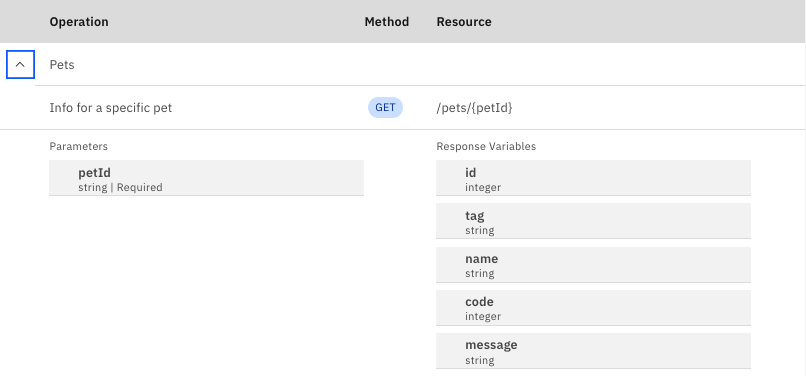 Operation Method Resource
Pets
Info for a specific pet GET /pets/{petId}
Parameters Response Variables
petId id
string | Required integer
tag
string
name
string
code
integer
message
string